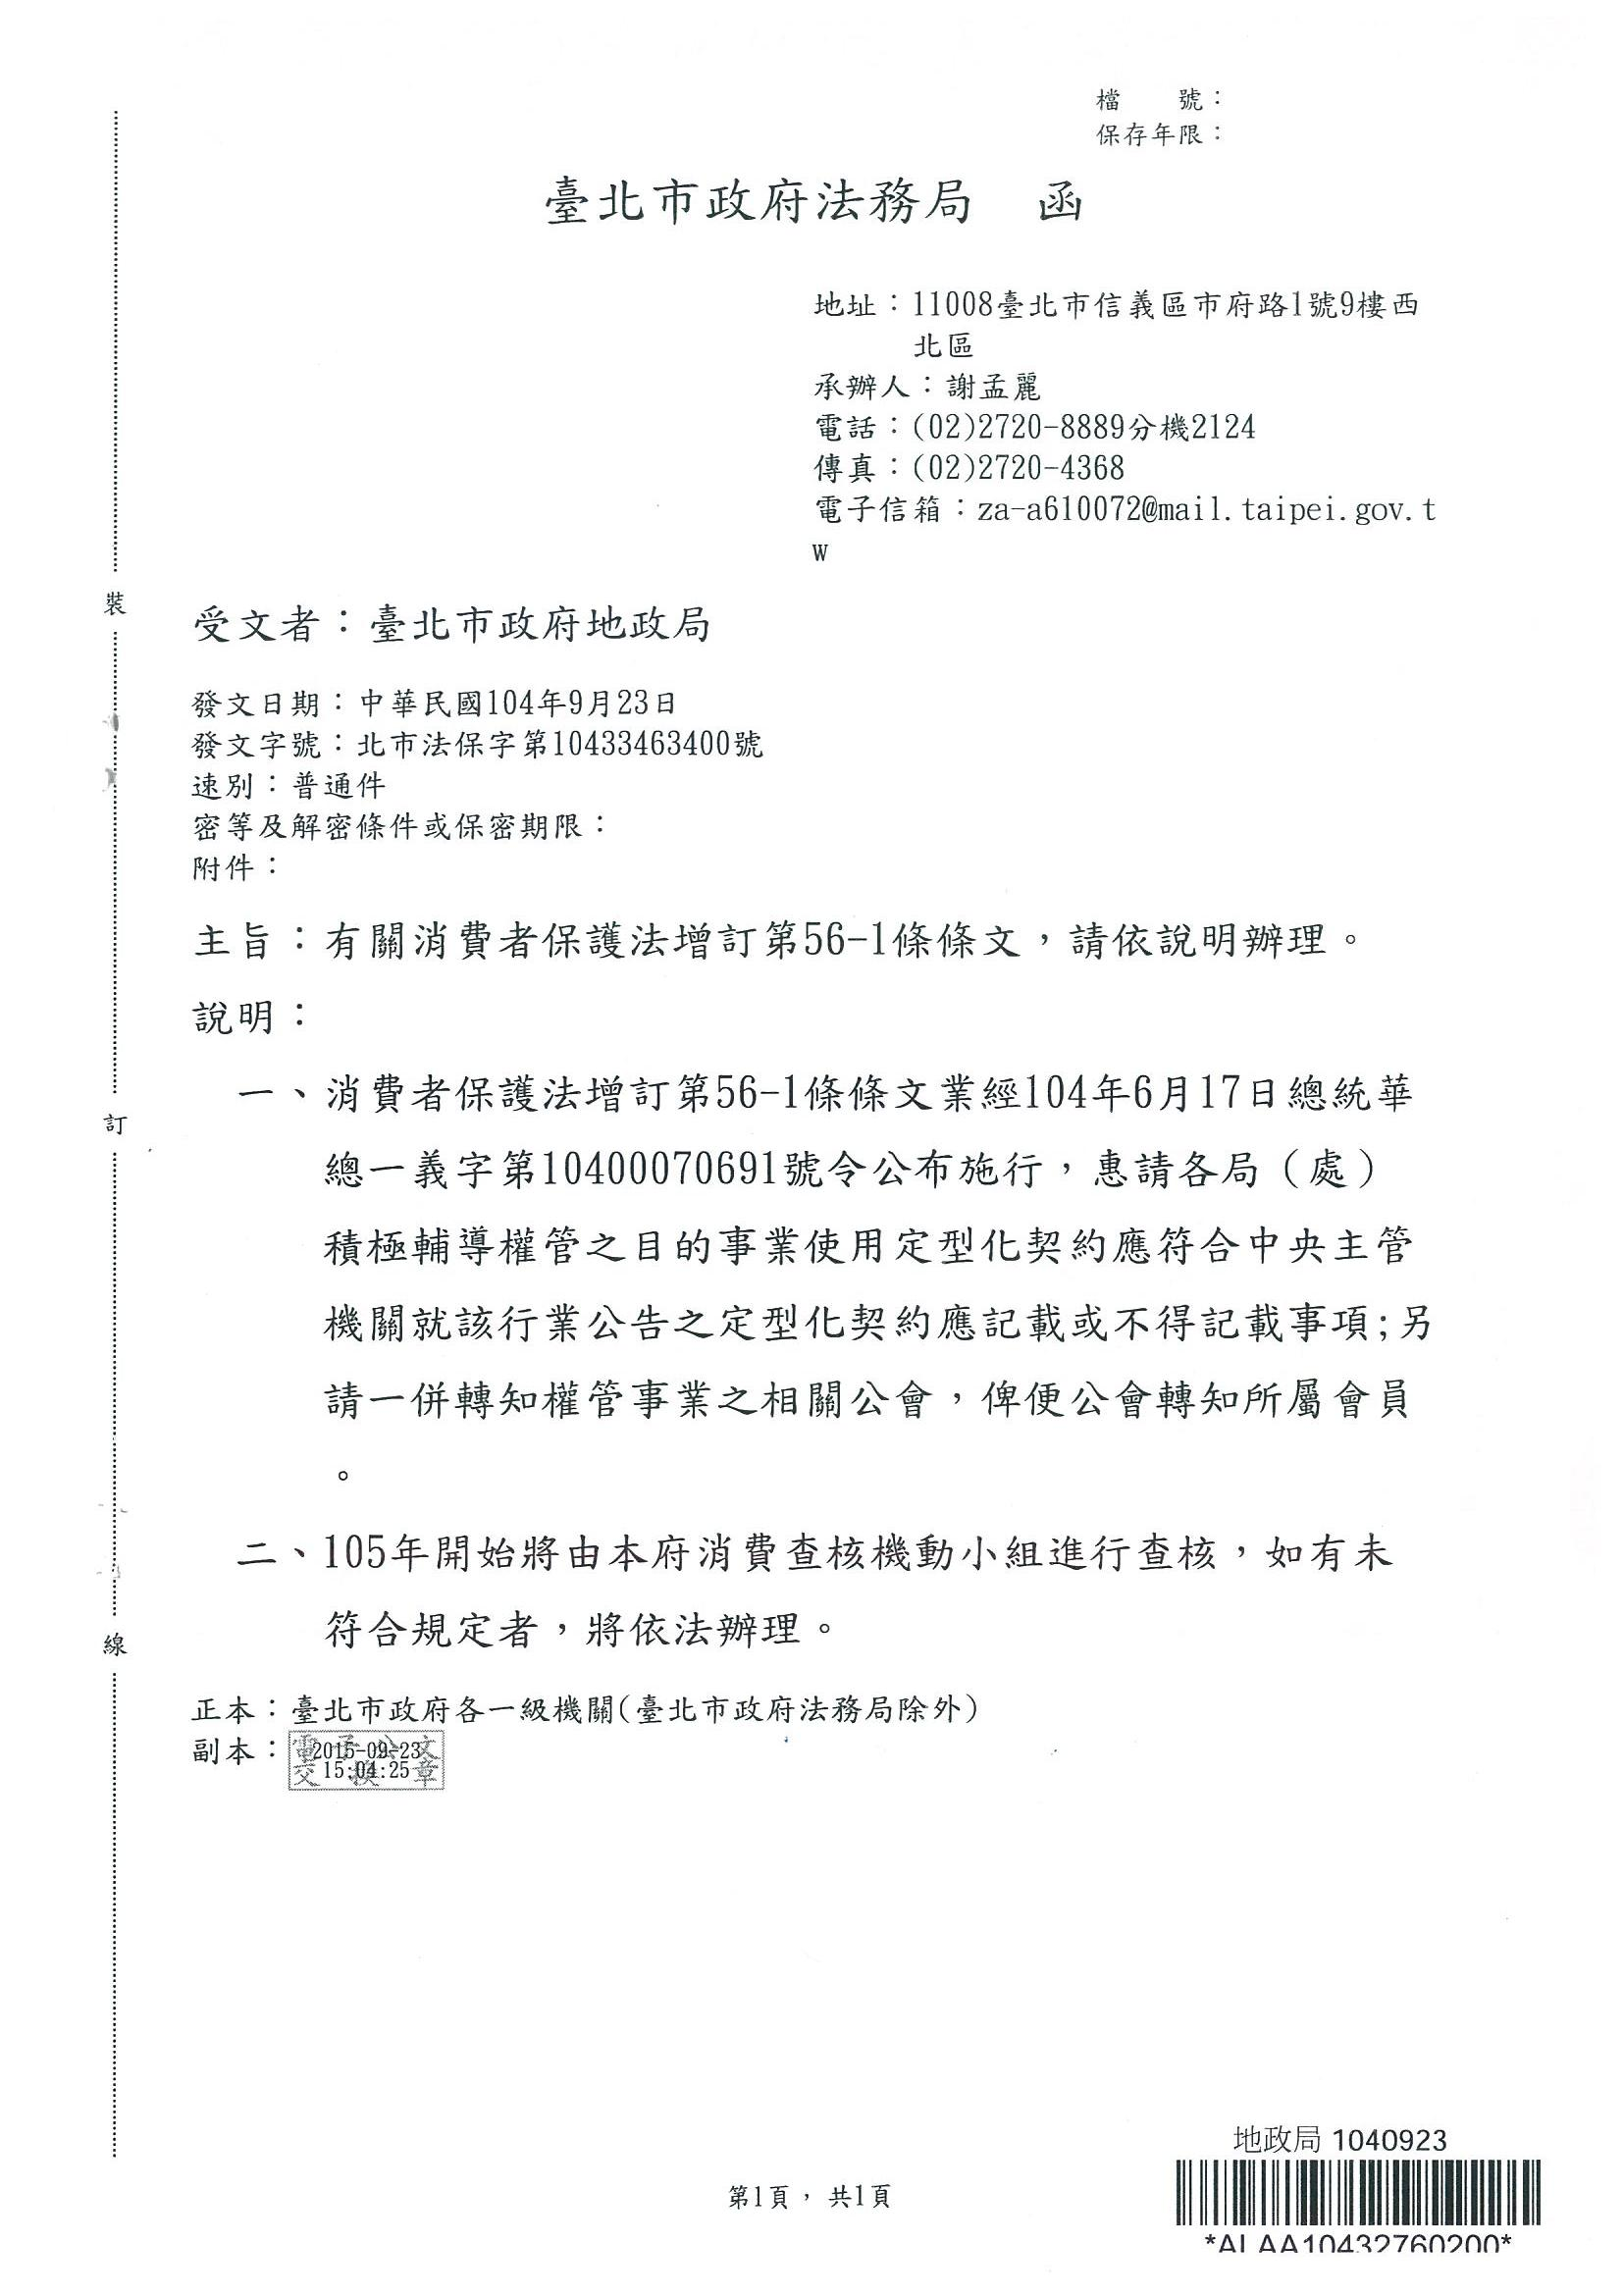 檔　　號：
保存年限：
臺北市政府法務局　函
地址：11008臺北市信義區市府路1號9樓西
北區
承辦人：謝孟麗
電話：(02)2720-8889分機2124
傳真：(02)2720-4368
電子信箱：za-a610072@mail.taipei.gov.t
w
受文者：臺北市政府地政局
發文日期：中華民國104年9月23日
發文字號：北市法保字第10433463400號
速別：普通件
密等及解密條件或保密期限：
附件：
主旨：有關消費者保護法增訂第56-1條條文，請依說明辦理。
說明：
一、消費者保護法增訂第56-1條條文業經104年6月17日總統華
總一義字第10400070691號令公布施行，惠請各局（處）
積極輔導權管之目的事業使用定型化契約應符合中央主管
機關就該行業公告之定型化契約應記載或不得記載事項;另
請一併轉知權管事業之相關公會，俾便公會轉知所屬會員
。
二、105年開始將由本府消費查核機動小組進行查核，如有未
符合規定者，將依法辦理。
正本：臺北市政府各一級機關(臺北市政府法務局除外)
副本：
電子公文
交換章
2015-09-23
15:04:25
裝
訂
線
地政局 1040923
第1頁， 共1頁
*ALAA10432760200*